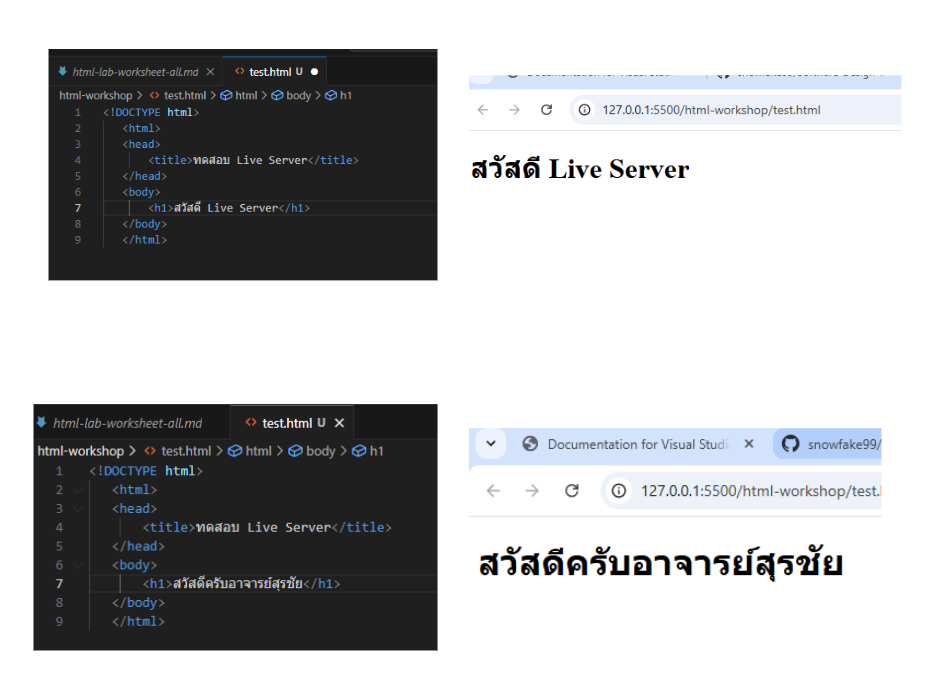 html-lab-worksheet-all.md × <> test.html U ●
html-workshop > <> test.html > html > body > h1
1 <!DOCTYPE html>
2 <html>
3 <head>
4 <title>ทดสอบ Live Server</title>
5 </head>
6 <body>
7 <h1>สวัสดี Live Server</h1>
8 </body>
9 </html>
127.0.0.1:5500/html-workshop/test.html
สวัสดี Live Server
html-lab-worksheet-all.md <> test.html U ×
html-workshop > <> test.html > html > body > h1
1 <!DOCTYPE html>
2 <html>
3 <head>
4 <title>ทดสอบ Live Server</title>
5 </head>
6 <body>
7 <h1>สวัสดีครับอาจารย์สุรชัย</h1>
8 </body>
9 </html>
Documentation for Visual Studi × snowfake99/
127.0.0.1:5500/html-workshop/test.
สวัสดีครับอาจารย์สุรชัย